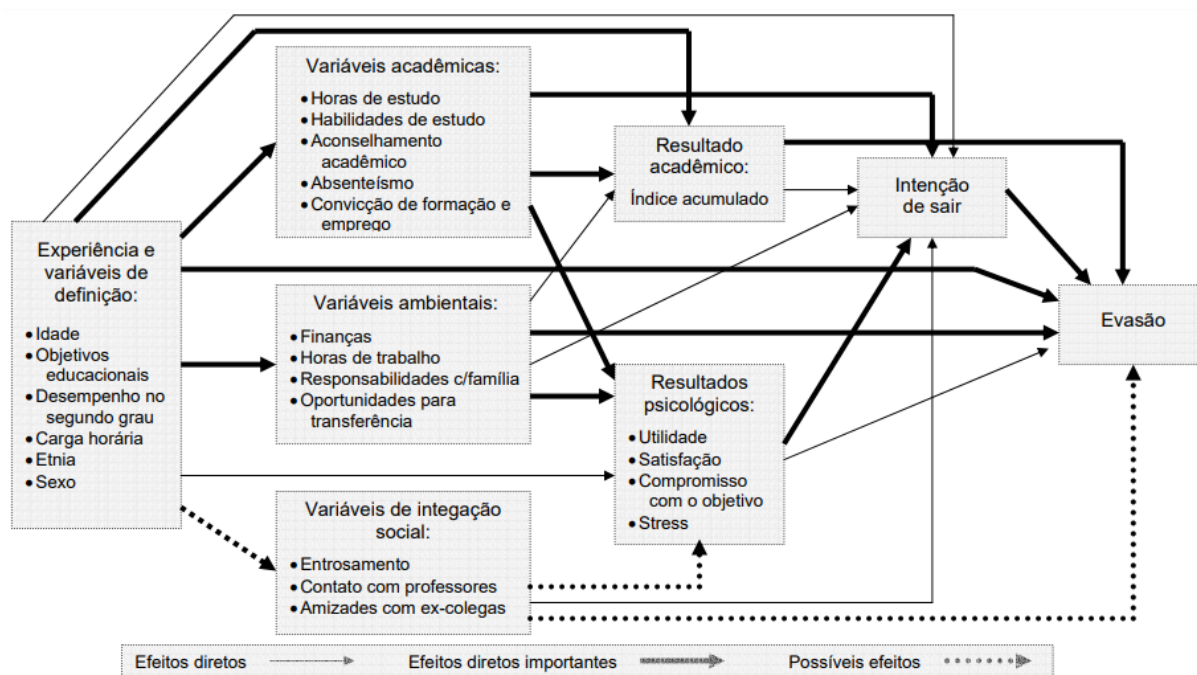 Variáveis acadêmicas:
• Horas de estudo
• Habilidades de estudo
• Aconselhamento
acadêmico
• Absenteísmo
• Convicção de formação e
emprego
Resultado
acadêmico:
Índice acumulado
Intenção
de sair
Experiência e
variáveis de
definição:
• Idade
• Objetivos
educacionais
• Desempenho no
segundo grau
• Carga horária
• Etnia
• Sexo
Variáveis ambientais:
• Finanças
• Horas de trabalho
• Responsabilidades c/família
• Oportunidades para
transferência
Evasão
Resultados
psicológicos:
• Utilidade
• Satisfação
• Compromisso
com o objetivo
• Stress
Variáveis de integação
social:
• Entrosamento
• Contato com professores
• Amizades com ex-colegas
Efeitos diretos
Efeitos diretos importantes
Possíveis efeitos